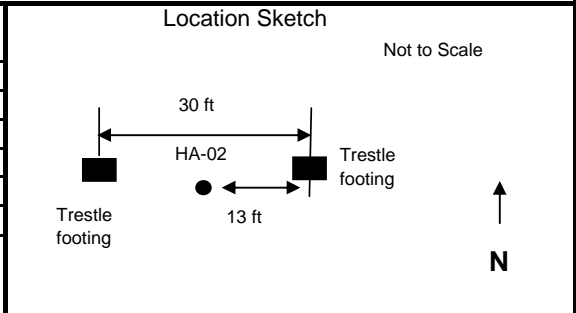 Location Sketch
Not to Scale
30 ft
HA-02
Trestle
footing
13 ft
Trestle
footing
N